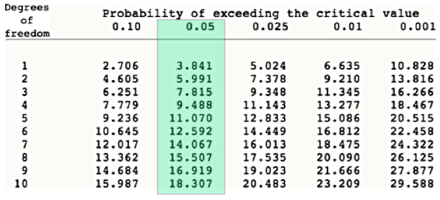 Degrees of freedom Probability of exceeding the critical value
0.10 0.05 0.025 0.01 0.001
1 2.706 3.841 5.024 6.635 10.828
2 4.605 5.991 7.378 9.210 13.816
3 6.251 7.815 9.348 11.345 16.266
4 7.779 9.488 11.143 13.277 18.467
5 9.236 11.070 12.833 15.086 20.515
6 10.645 12.592 14.449 16.812 22.458
7 12.017 14.067 16.013 18.475 24.322
8 13.362 15.507 17.535 20.090 26.125
9 14.684 16.919 19.023 21.666 27.877
10 15.987 18.307 20.483 23.209 29.588